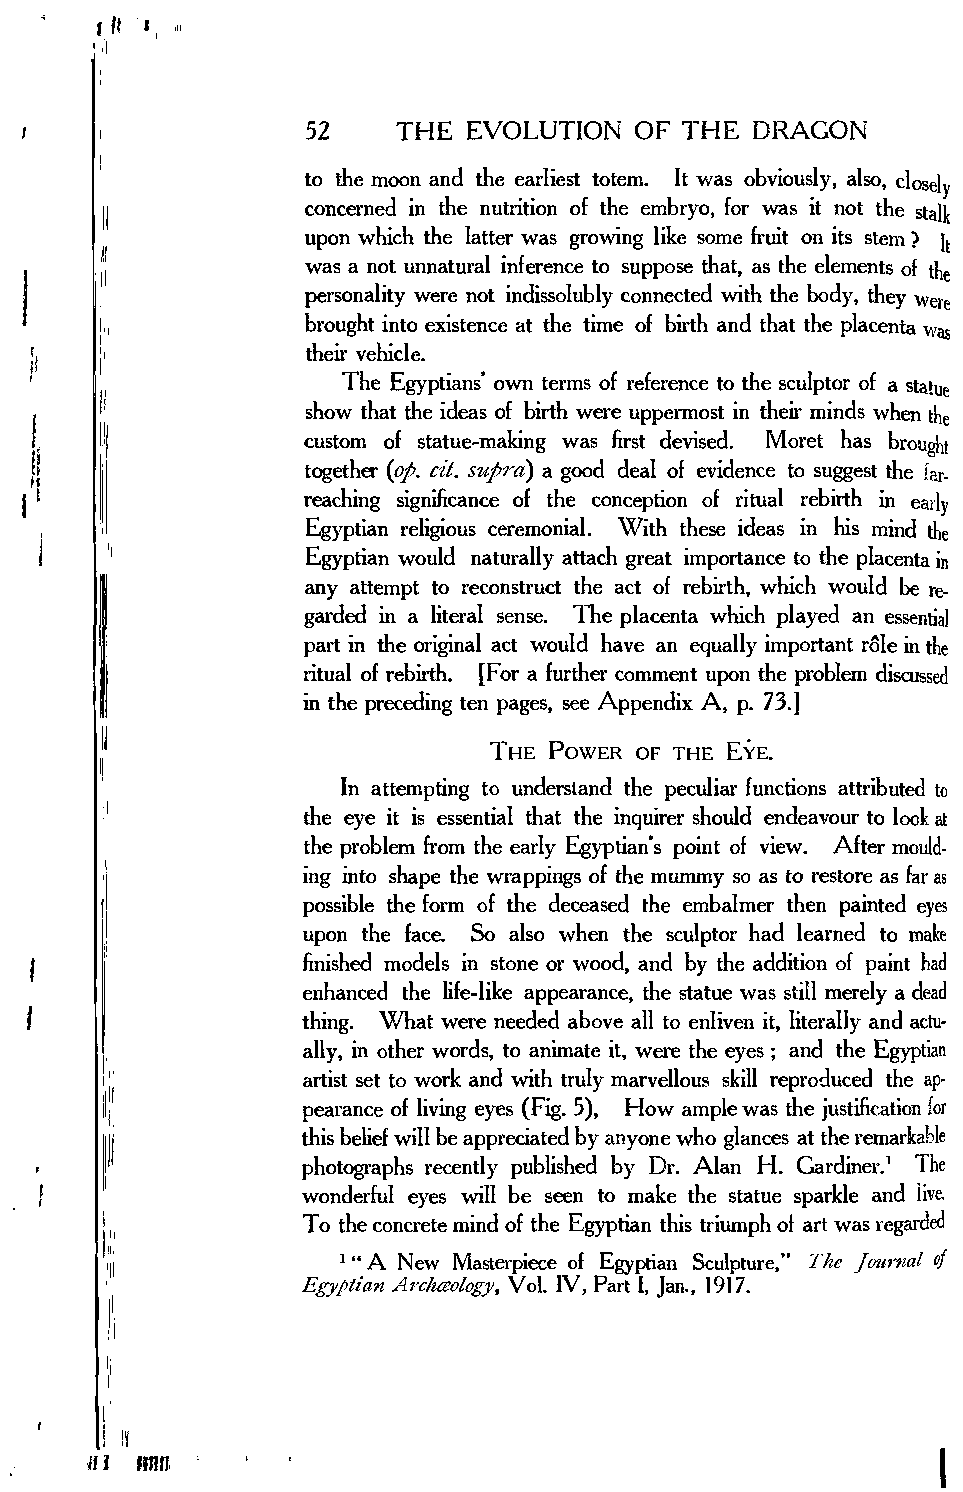 52 THE EVOLUTION OF THE DRAGON
to the moon and the earliest totem. It was obviously, also, closely
concerned in the nutrition of the embryo, for was it not the stalk
upon which the latter was growing like some fruit on its stem? It
was a not unnatural inference to suppose that, as the elements of the
personality were not indissolubly connected with the body, they were
brought into existence at the time of birth and that the placenta was
their vehicle.
The Egyptians' own terms of reference to the sculptor of a statue
show that the ideas of birth were uppermost in their minds when the
custom of statue-making was first devised. Moret has brought
together (op. cit. supra) a good deal of evidence to suggest the far-
reaching significance of the conception of ritual rebirth in early
Egyptian religious ceremonial. With these ideas in his mind the
Egyptian would naturally attach great importance to the placenta in
any attempt to reconstruct the act of rebirth, which would be re-
garded in a literal sense. The placenta which played an essential
part in the original act would have an equally important rôle in the
ritual of rebirth. [For a further comment upon the problem discussed
in the preceding ten pages, see Appendix A, p. 73.]
THE POWER OF THE EYE.
In attempting to understand the peculiar functions attributed to
the eye it is essential that the inquirer should endeavour to look at
the problem from the early Egyptian's point of view. After mould-
ing into shape the wrappings of the mummy so as to restore as far as
possible the form of the deceased the embalmer then painted eyes
upon the face. So also when the sculptor had learned to make
finished models in stone or wood, and by the addition of paint had
enhanced the life-like appearance, the statue was still merely a dead
thing. What were needed above all to enliven it, literally and actu-
ally, in other words, to animate it, were the eyes; and the Egyptian
artist set to work and with truly marvellous skill reproduced the ap-
pearance of living eyes (Fig. 5), How ample was the justification for
this belief will be appreciated by anyone who glances at the remarkable
photographs recently published by Dr. Alan H. Gardiner.¹ The
wonderful eyes will be seen to make the statue sparkle and live.
To the concrete mind of the Egyptian this triumph of art was regarded
¹ "A New Masterpiece of Egyptian Sculpture," The Journal of
Egyptian Archæology, Vol. IV, Part I, Jan., 1917.